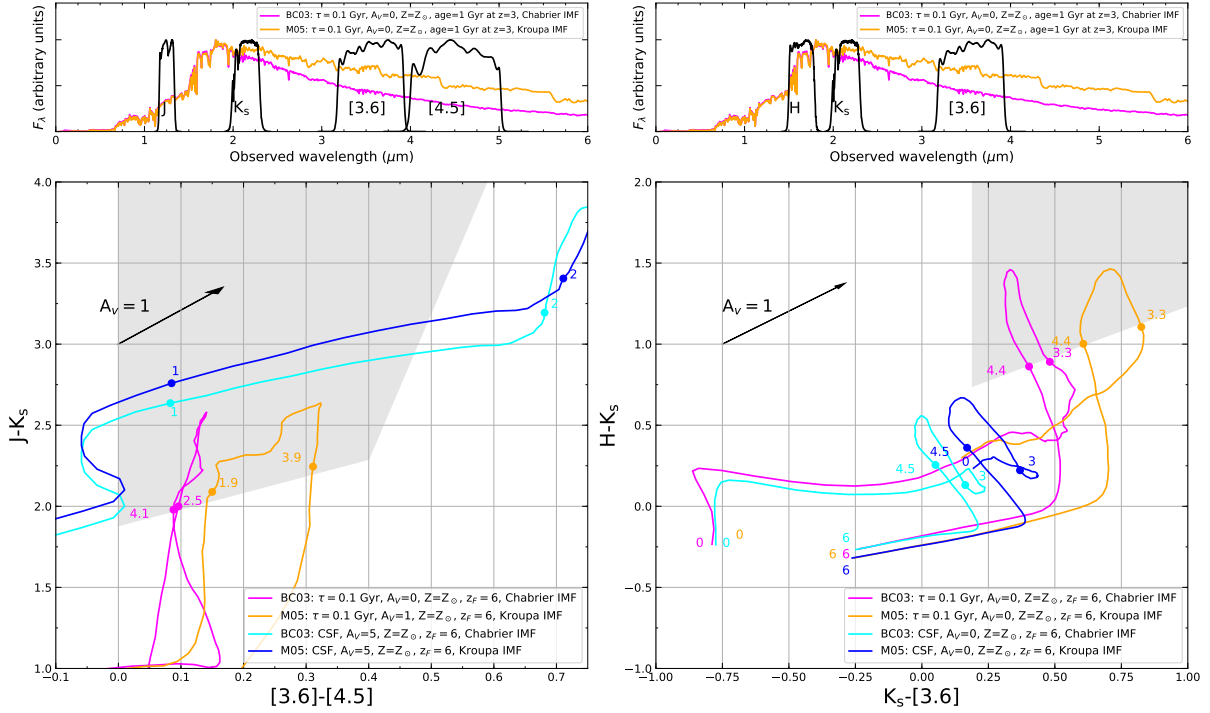 BC03: τ = 0.1 Gyr, A_V=0, Z=Z_⊙, age=1 Gyr at z=3, Chabrier IMF
M05: τ = 0.1 Gyr, A_V=0, Z=Z_⊙, age=1 Gyr at z=3, Kroupa IMF
F_λ (arbitrary units)
J
K_s
[3.6]
[4.5]
0 1 2 3 4 5 6
Observed wavelength (μm)
BC03: τ = 0.1 Gyr, A_V=0, Z=Z_⊙, age=1 Gyr at z=3, Chabrier IMF
M05: τ = 0.1 Gyr, A_V=0, Z=Z_⊙, age=1 Gyr at z=3, Kroupa IMF
F_λ (arbitrary units)
H
K_s
[3.6]
0 1 2 3 4 5 6
Observed wavelength (μm)
4.0
3.5
3.0
2.5
2.0
1.5
1.0
J-K_s
A_v = 1
2
2
1
1
3.9
1.9
2.5
4.1
BC03: τ = 0.1 Gyr, A_V=0, Z=Z_⊙, z_F = 6, Chabrier IMF
M05: τ = 0.1 Gyr, A_V=1, Z=Z_⊙, z_F = 6, Kroupa IMF
BC03: CSF, A_V=5, Z=Z_⊙, z_F = 6, Chabrier IMF
M05: CSF, A_V=5, Z=Z_⊙, z_F = 6, Kroupa IMF
−0.1 0.0 0.1 0.2 0.3 0.4 0.5 0.6 0.7
[3.6]-[4.5]
2.0
1.5
1.0
0.5
0.0
−0.5
−1.0
H-K_s
A_v = 1
3.3
4.4
3.3
4.4
4.5
4.5
0
3
3
0
0
0
6
6
6
6
BC03: τ = 0.1 Gyr, A_V=0, Z=Z_⊙, z_F = 6, Chabrier IMF
M05: τ = 0.1 Gyr, A_V=0, Z=Z_⊙, z_F = 6, Kroupa IMF
BC03: CSF, A_V=0, Z=Z_⊙, z_F = 6, Chabrier IMF
M05: CSF, A_V=0, Z=Z_⊙, z_F = 6, Kroupa IMF
−1.00 −0.75 −0.50 −0.25 0.00 0.25 0.50 0.75 1.00
K_s-[3.6]